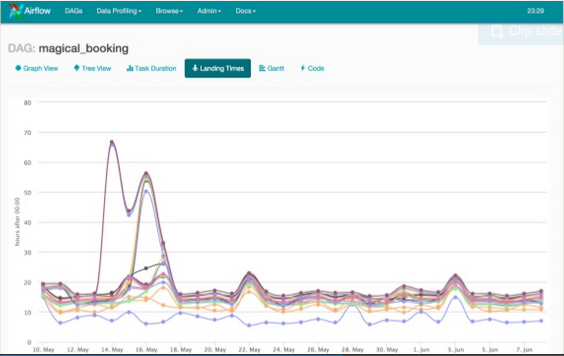 Airflow DAGs Data Profiling Browse Admin Docs 23:29
Clip slide
DAG: magical_booking
Graph View Tree View Task Duration Landing Times Gantt Code
80
70
60
50
40
30
20
10
0
hours after 00:00
10. May 12. May 14. May 16. May 18. May 20. May 22. May 24. May 26. May 28. May 30. May 1. Jun 3. Jun 5. Jun 7. Jun